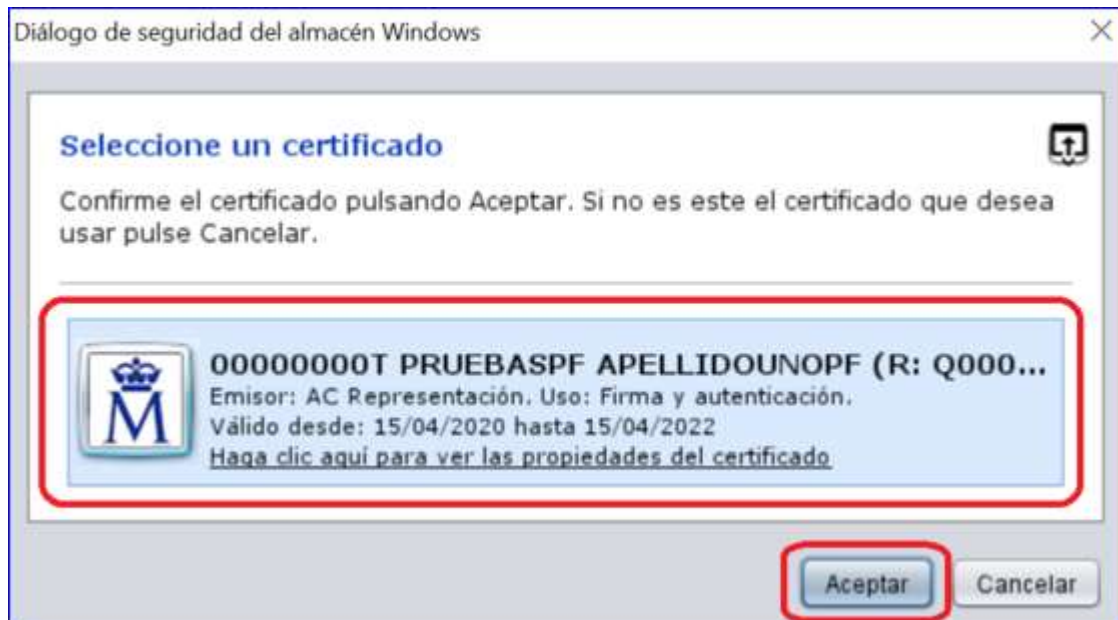 Diálogo de seguridad del almacén Windows
Seleccione un certificado
Confirme el certificado pulsando Aceptar. Si no es este el certificado que desea
usar pulse Cancelar.
00000000T PRUEBASPF APELLIDOUNOPF (R: Q000...
Emisor: AC Representación. Uso: Firma y autenticación.
Válido desde: 15/04/2020 hasta 15/04/2022
Haga clic aquí para ver las propiedades del certificado
M
Aceptar Cancelar